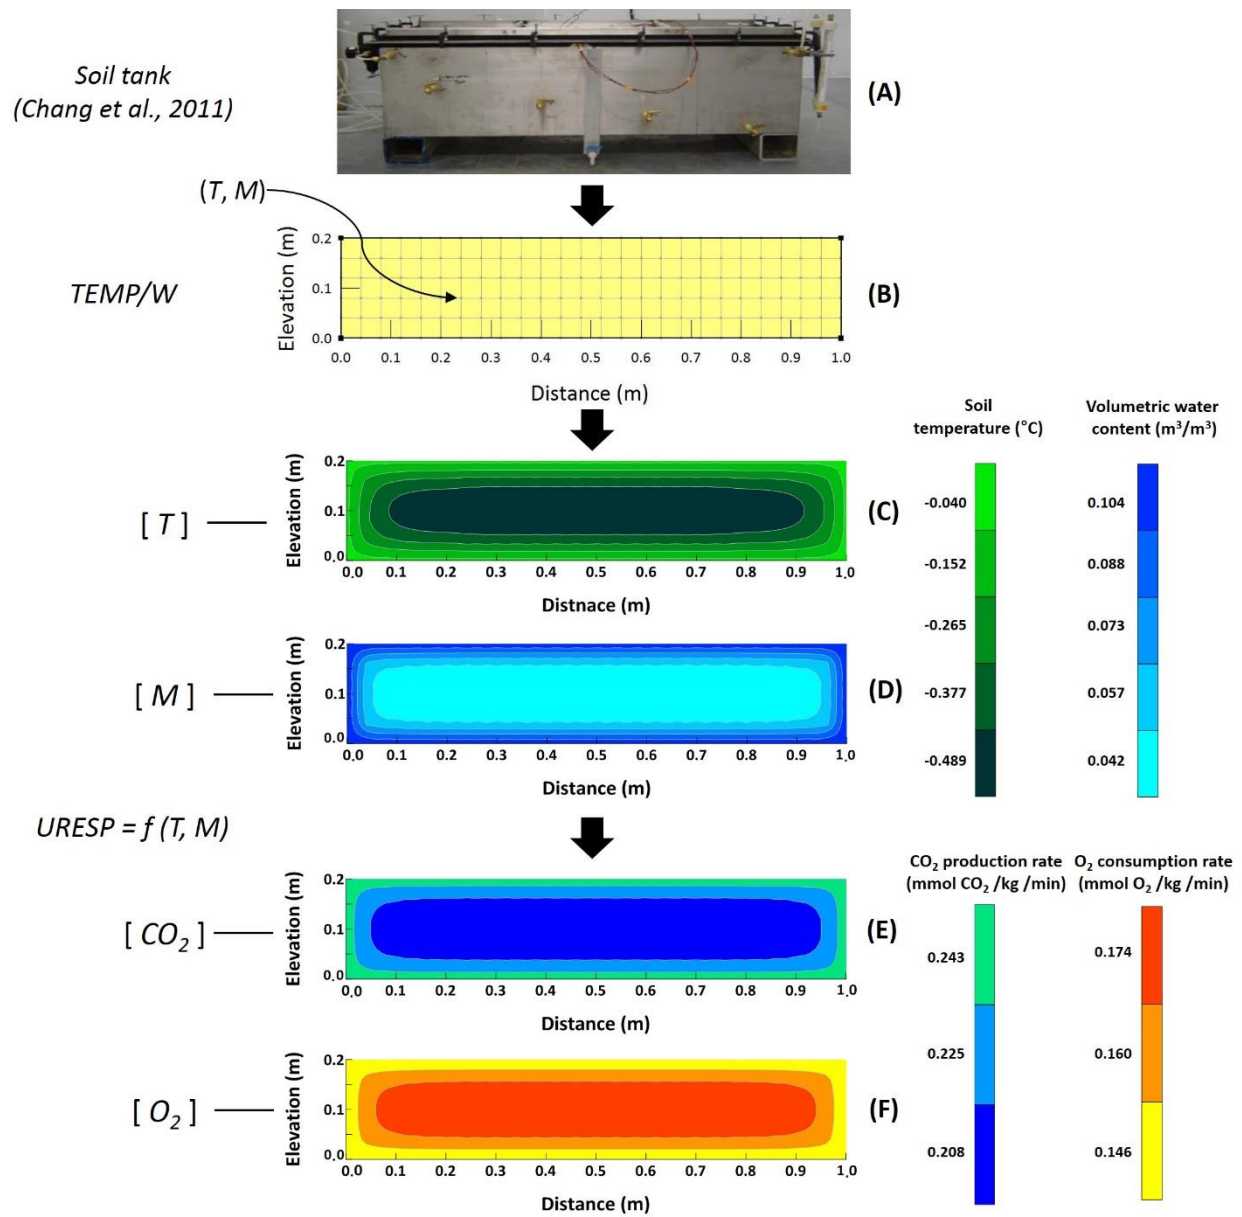 Soil tank
(Chang et al., 2011)
(A)
(T, M)
TEMP/W
Elevation (m)
0.2
0.1
0.0
0.0 0.1 0.2 0.3 0.4 0.5 0.6 0.7 0.8 0.9 1.0
Distance (m)
(B)
Soil
temperature (°C)
Volumetric water
content (m³/m³)
[ T ]
Elevation (m)
0.2
0.1
0.0
0.0 0.1 0.2 0.3 0.4 0.5 0.6 0.7 0.8 0.9 1.0
Distnace (m)
(C)
[ M ]
Elevation (m)
0.2
0.1
0.0
0.0 0.1 0.2 0.3 0.4 0.5 0.6 0.7 0.8 0.9 1.0
Distance (m)
(D)
-0.040
-0.152
-0.265
-0.377
-0.489
0.104
0.088
0.073
0.057
0.042
URESP = f (T, M)
CO₂ production rate
(mmol CO₂ /kg /min)
O₂ consumption rate
(mmol O₂ /kg /min)
[ CO₂ ]
Elevation (m)
0.2
0.1
0.0
0.0 0.1 0.2 0.3 0.4 0.5 0.6 0.7 0.8 0.9 1.0
Distance (m)
(E)
[ O₂ ]
Elevation (m)
0.2
0.1
0.0
0.0 0.1 0.2 0.3 0.4 0.5 0.6 0.7 0.8 0.9 1.0
Distance (m)
(F)
0.243
0.225
0.208
0.174
0.160
0.146